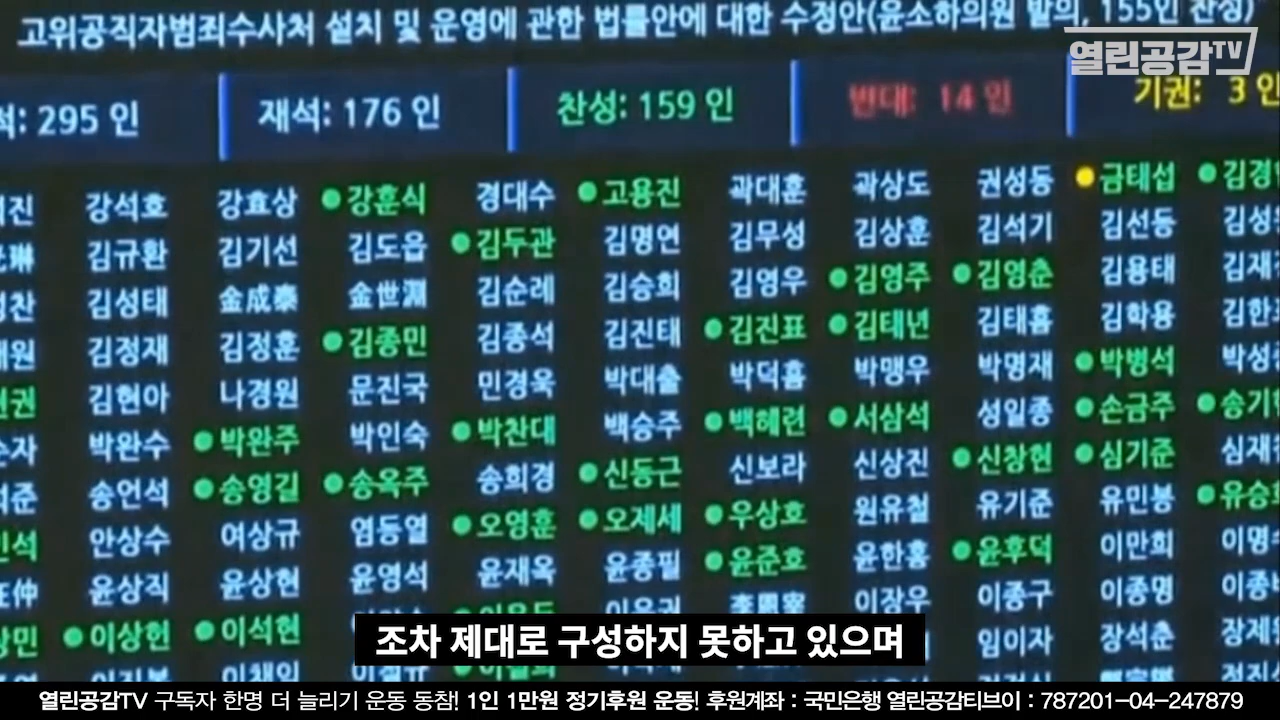 고위공직자범죄수사처 설치 및 운영에 관한 법률안에 대한 수정안(윤소하의원 발의, 155인 찬성)
열린공감TV
석: 295 인 재석: 176 인 찬성: 159 인 반대: 14 인 기권: 3 인
강석호 강효상 강훈식 경대수 고용진 곽대훈 곽상도 권성동 금태섭
김규환 김기선 김도읍 김두관 김명연 김무성 김상훈 김석기 김선동
김성태 金成泰 金世淵 김순례 김승희 김영우 김영주 김영춘 김용태
김정재 김정훈 김종민 김종석 김진태 김진표 김태년 김태흠 김학용
김현아 나경원 문진국 민경욱 박대출 박덕흠 박맹우 박명재 박병석
박완수 박완주 박인숙 박찬대 백승주 백혜련 서삼석 성일종 손금주
송언석 송영길 송옥주 송희경 신동근 신보라 신상진 신창현 심기준
안상수 여상규 염동열 오영훈 오제세 우상호 원유철 유기준 유민봉
윤상직 윤상현 윤영석 윤재옥 윤종필 윤준호 윤한홍 윤후덕 이만희
이상헌 이석현 이장우 이종구 이종명
임이자 장석춘
조차 제대로 구성하지 못하고 있으며
열린공감TV 구독자 한명 더 늘리기 운동 동참! 1인 1만원 정기후원 운동! 후원계좌 : 국민은행 열린공감티브이 : 787201-04-247879